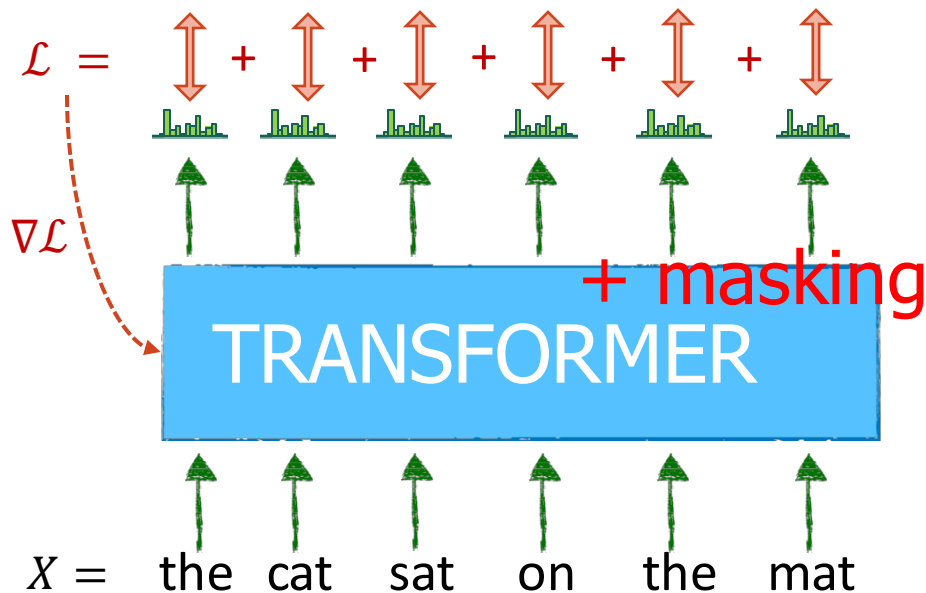 ℒ = + + + + +
∇ℒ
+ masking
TRANSFORMER
X = the cat sat on the mat